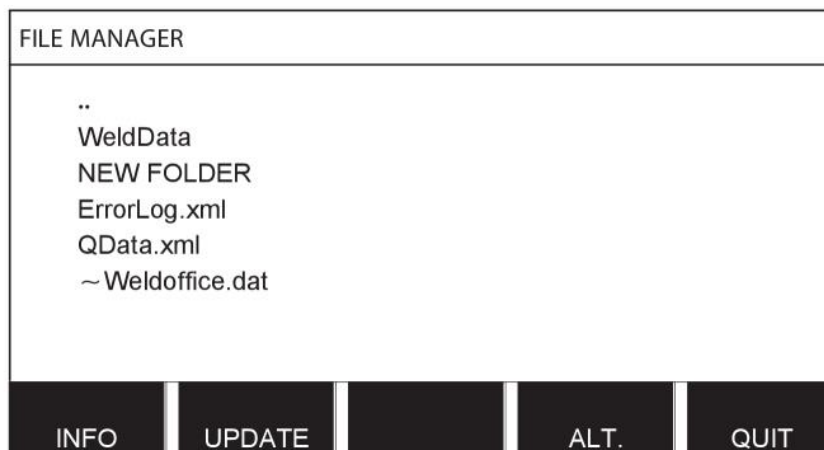 FILE MANAGER
..
WeldData
NEW FOLDER
ErrorLog.xml
QData.xml
~Weldoffice.dat
INFO UPDATE ALT. QUIT